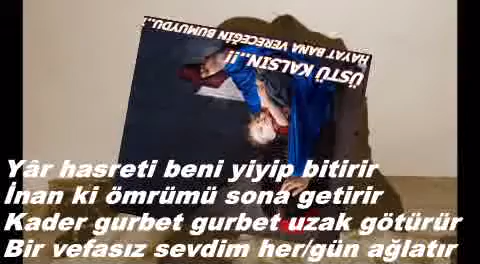 HAYAT BANA VERECEĞİN BUMUYDU..
ÜSTÜ KALSIN...!!
Yâr hasreti beni yiyip bitirir
İnan ki ömrümü sona getirir
Kader gurbet gurbet uzak götürür
Bir vefasız sevdim her/gün ağlatır